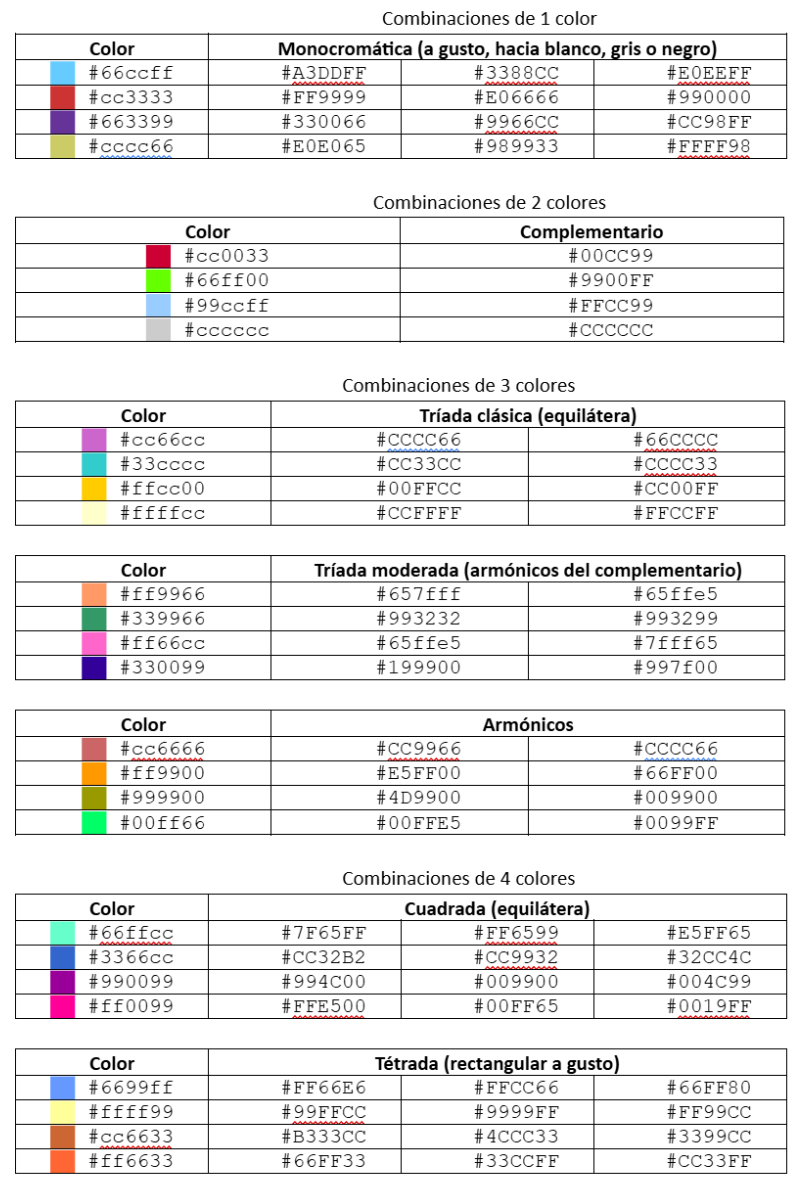 Combinaciones de 1 color
Color Monocromática (a gusto, hacia blanco, gris o negro)
#66ccff #A3DDFF #3388CC #E0EEFF
#cc3333 #FF9999 #E06666 #990000
#663399 #330066 #9966CC #CC98FF
#cccc66 #E0E065 #989933 #FFFF98
Combinaciones de 2 colores
Color Complementario
#cc0033 #00CC99
#66ff00 #9900FF
#99ccff #FFCC99
#cccccc #CCCCCC
Combinaciones de 3 colores
Color Tríada clásica (equilátera)
#cc66cc #CCCC66 #66CCCC
#33cccc #CC33CC #CCCC33
#ffcc00 #00FFCC #CC00FF
#ffffcc #CCFFFF #FFCCFF
Color Tríada moderada (armónicos del complementario)
#ff9966 #657fff #65ffe5
#339966 #993232 #993299
#ff66cc #65ffe5 #7fff65
#330099 #199900 #997f00
Color Armónicos
#cc6666 #CC9966 #CCCC66
#ff9900 #E5FF00 #66FF00
#999900 #4D9900 #009900
#00ff66 #00FFE5 #0099FF
Combinaciones de 4 colores
Color Cuadrada (equilátera)
#66ffcc #7F65FF #FF6599 #E5FF65
#3366cc #CC32B2 #CC9932 #32CC4C
#990099 #994C00 #009900 #004C99
#ff0099 #FFE500 #00FF65 #0019FF
Color Tétrada (rectangular a gusto)
#6699ff #FF66E6 #FFCC66 #66FF80
#ffff99 #99FFCC #9999FF #FF99CC
#cc6633 #B333CC #4CCC33 #3399CC
#ff6633 #66FF33 #33CCFF #CC33FF